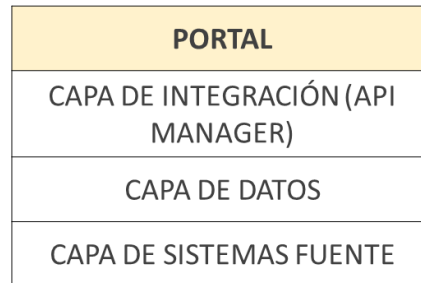 PORTAL
CAPA DE INTEGRACIÓN (API
MANAGER)
CAPA DE DATOS
CAPA DE SISTEMAS FUENTE